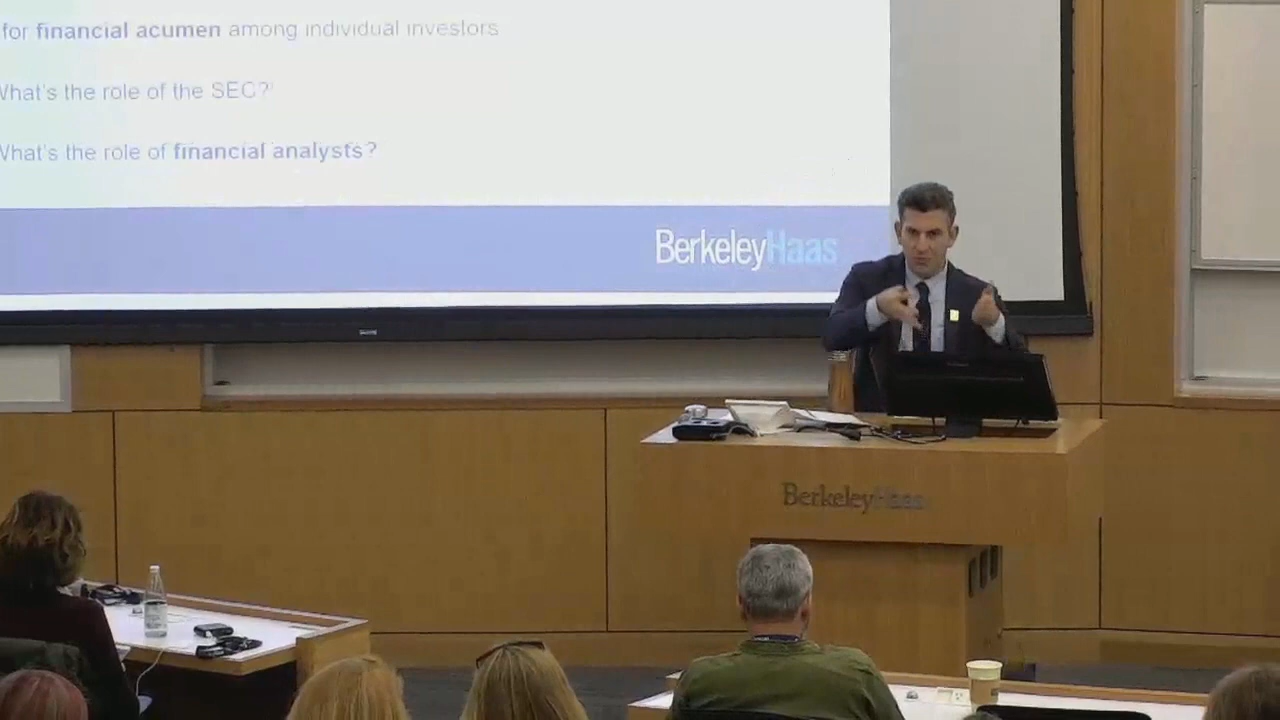 for financial acumen among individual investors
What's the role of the SEC?'
What's the role of financial analysts?
BerkeleyHaas
BerkeleyHaas